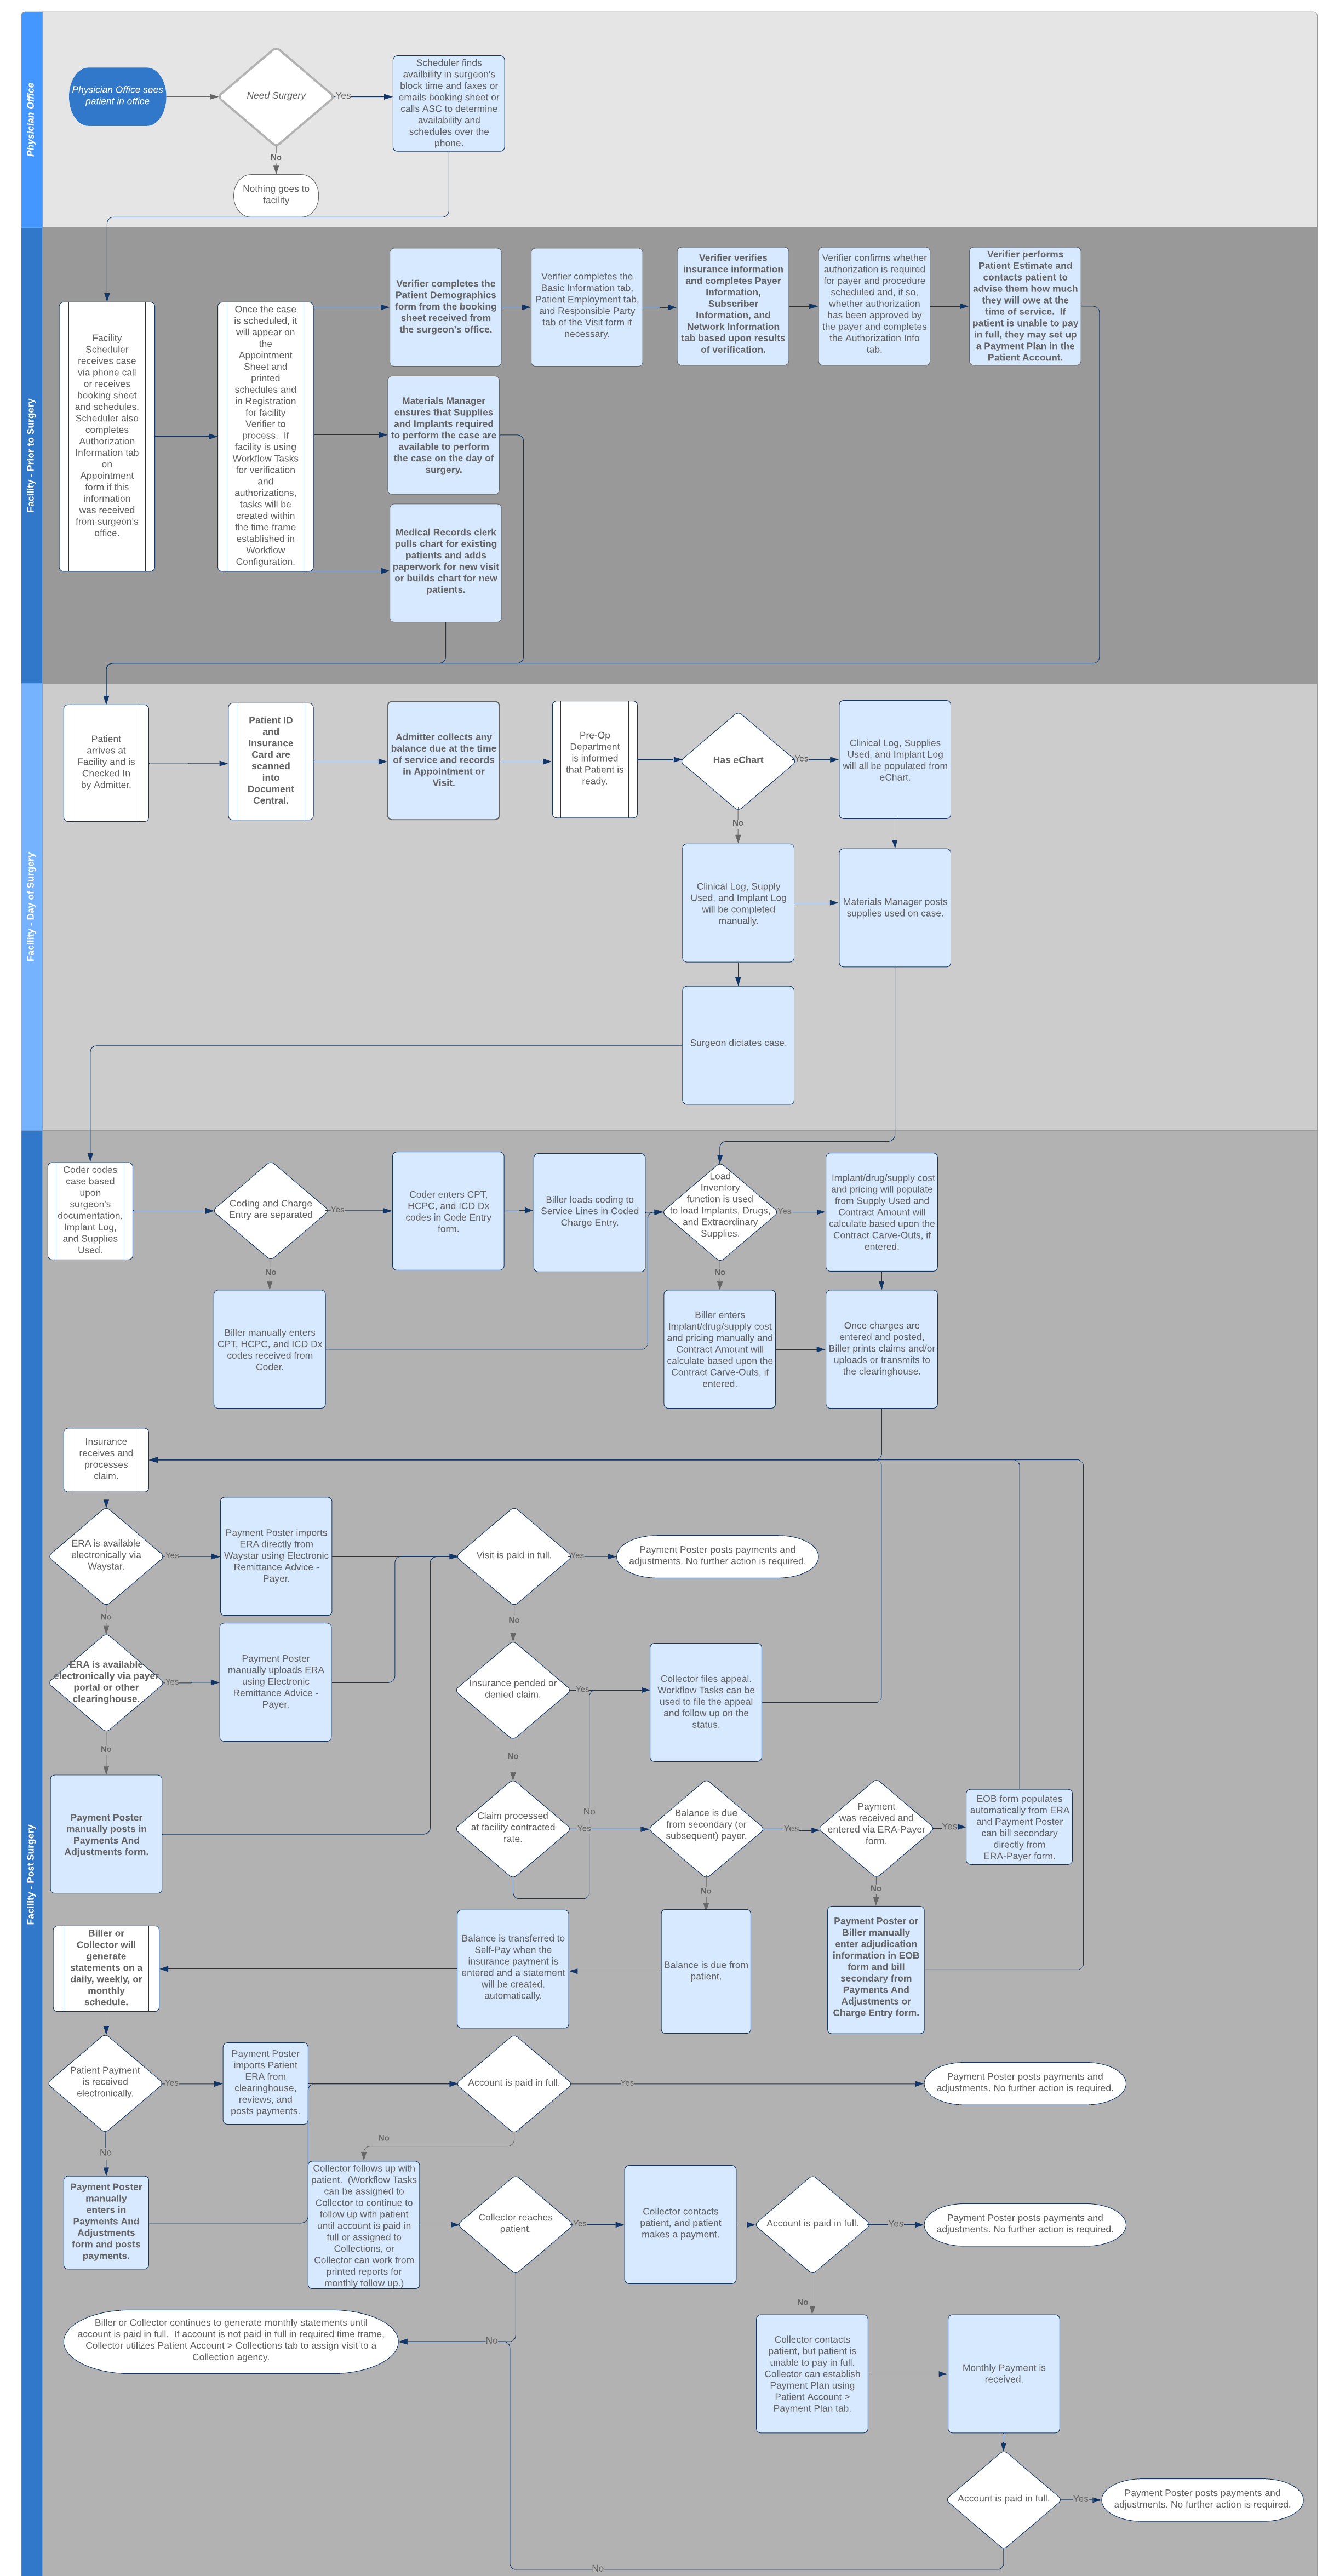 Physician Office
Physician Office sees
patient in office
Need Surgery
Yes
Scheduler finds
availbility in surgeon's
block time and faxes or
emails booking sheet or
calls ASC to determine
availability and
schedules over the
phone.
No
Nothing goes to
facility
Facility - Prior to Surgery
Facility
Scheduler
receives case
via phone call
or receives
booking sheet
and schedules.
Scheduler also
completes
Authorization
Information tab
on
Appointment
form if this
information
was received
from surgeon's
office.
Once the case
is scheduled, it
will appear on
the
Appointment
Sheet and
printed
schedules and
in Registration
for facility
Verifier to
process. If
facility is using
Workflow Tasks
for verification
and
authorizations,
tasks will be
created within
the time frame
established in
Workflow
Configuration.
Verifier completes the
Patient Demographics
form from the booking
sheet received from
the surgeon's office.
Verifier completes the
Basic Information tab,
Patient Employment tab,
and Responsible Party
tab of the Visit form if
necessary.
Verifier verifies
insurance information
and completes Payer
Information,
Subscriber
Information, and
Network Information
tab based upon results
of verification.
Verifier confirms whether
authorization is required
for payer and procedure
scheduled and, if so,
whether authorization
has been approved by
the payer and completes
the Authorization Info
tab.
Verifier performs
Patient Estimate and
contacts patient to
advise them how much
they will owe at the
time of service. If
patient is unable to pay
in full, they may set up
a Payment Plan in the
Patient Account.
Materials Manager
ensures that Supplies
and Implants required
to perform the case are
available to perform
the case on the day of
surgery.
Medical Records clerk
pulls chart for existing
patients and adds
paperwork for new visit
or builds chart for new
patients.
Facility - Day of Surgery
Patient
arrives at
Facility and is
Checked In
by Admitter.
Patient ID
and
Insurance
Card are
scanned
into
Document
Central.
Admitter collects any
balance due at the time
of service and records
in Appointment or
Visit.
Pre-Op
Department
is informed
that Patient is
ready.
Has eChart
Yes
Clinical Log, Supplies
Used, and Implant Log
will all be populated from
eChart.
No
Clinical Log, Supply
Used, and Implant Log
will be completed
manually.
Materials Manager posts
supplies used on case.
Surgeon dictates case.
Facility - Post Surgery
Coder codes
case based
upon
surgeon's
documentation,
Implant Log,
and Supplies
Used.
Coding and Charge
Entry are separated
Yes
Coder enters CPT,
HCPC, and ICD Dx
codes in Code Entry
form.
Biller loads coding to
Service Lines in Coded
Charge Entry.
Load
Inventory
function is used
to load Implants, Drugs,
and Extraordinary
Supplies.
Yes
Implant/drug/supply cost
and pricing will populate
from Supply Used and
Contract Amount will
calculate based upon the
Contract Carve-Outs, if
entered.
No
Biller manually enters
CPT, HCPC, and ICD Dx
codes received from
Coder.
No
Biller enters
Implant/drug/supply cost
and pricing manually and
Contract Amount will
calculate based upon the
Contract Carve-Outs, if
entered.
Once charges are
entered and posted,
Biller prints claims and/or
uploads or transmits to
the clearinghouse.
Insurance
receives and
processes
claim.
ERA is available
electronically via
Waystar.
Yes
Payment Poster imports
ERA directly from
Waystar using Electronic
Remittance Advice -
Payer.
Visit is paid in full.
Yes
Payment Poster posts payments and
adjustments. No further action is required.
No
No
ERA is available
electronically via payer
portal or other
clearinghouse.
Yes
Payment Poster
manually uploads ERA
using Electronic
Remittance Advice -
Payer.
Insurance pended or
denied claim.
Yes
Collector files appeal.
Workflow Tasks can be
used to file the appeal
and follow up on the
status.
No
No
Payment Poster
manually posts in
Payments And
Adjustments form.
Claim processed
at facility contracted
rate.
No
Yes
Balance is due
from secondary (or
subsequent) payer.
Yes
Payment
was received and
entered via ERA-Payer
form.
Yes
EOB form populates
automatically from ERA
and Payment Poster
can bill secondary
directly from
ERA-Payer form.
No
No
Biller or
Collector will
generate
statements on a
daily, weekly, or
monthly
schedule.
Balance is transferred to
Self-Pay when the
insurance payment is
entered and a statement
will be created.
automatically.
Balance is due from
patient.
Payment Poster or
Biller manually
enter adjudication
information in EOB
form and bill
secondary from
Payments And
Adjustments or
Charge Entry form.
Patient Payment
is received
electronically.
Yes
Payment Poster
imports Patient
ERA from
clearinghouse,
reviews, and
posts payments.
Account is paid in full.
Yes
Payment Poster posts payments and
adjustments. No further action is required.
No
No
Payment Poster
manually
enters in
Payments And
Adjustments
form and posts
payments.
Collector follows up with
patient. (Workflow Tasks
can be assigned to
Collector to continue to
follow up with patient
until account is paid in
full or assigned to
Collections, or
Collector can work from
printed reports for
monthly follow up.)
Collector reaches
patient.
Yes
Collector contacts
patient, and patient
makes a payment.
Account is paid in full.
Yes
Payment Poster posts payments and
adjustments. No further action is required.
No
Biller or Collector continues to generate monthly statements until
account is paid in full. If account is not paid in full in required time frame,
Collector utilizes Patient Account > Collections tab to assign visit to a
Collection agency.
No
Collector contacts
patient, but patient is
unable to pay in full.
Collector can establish
Payment Plan using
Patient Account >
Payment Plan tab.
Monthly Payment is
received.
Account is paid in full.
Yes
Payment Poster posts payments and
adjustments. No further action is required.
No